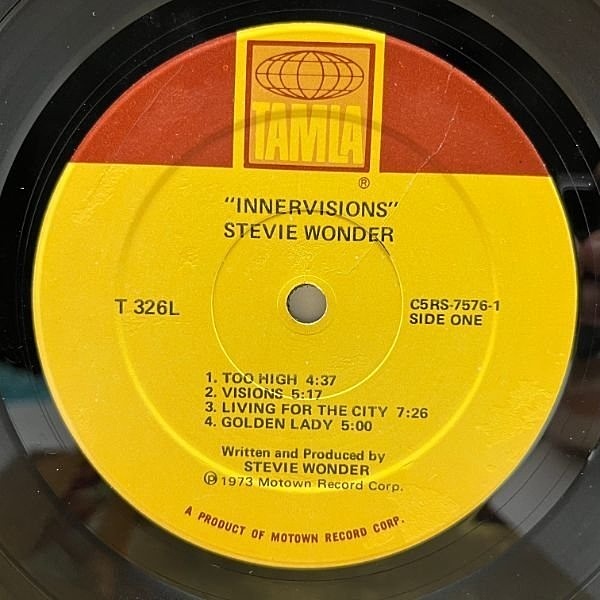 TAMLA
®
"INNERVISIONS"
STEVIE WONDER
T 326L
C5RS-7576-1
SIDE ONE
1. TOO HIGH 4:37
2. VISIONS 5:17
3. LIVING FOR THE CITY 7:26
4. GOLDEN LADY 5:00
Written and Produced by
STEVIE WONDER
℗ 1973 Motown Record Corp.
A PRODUCT OF MOTOWN RECORD CORP.